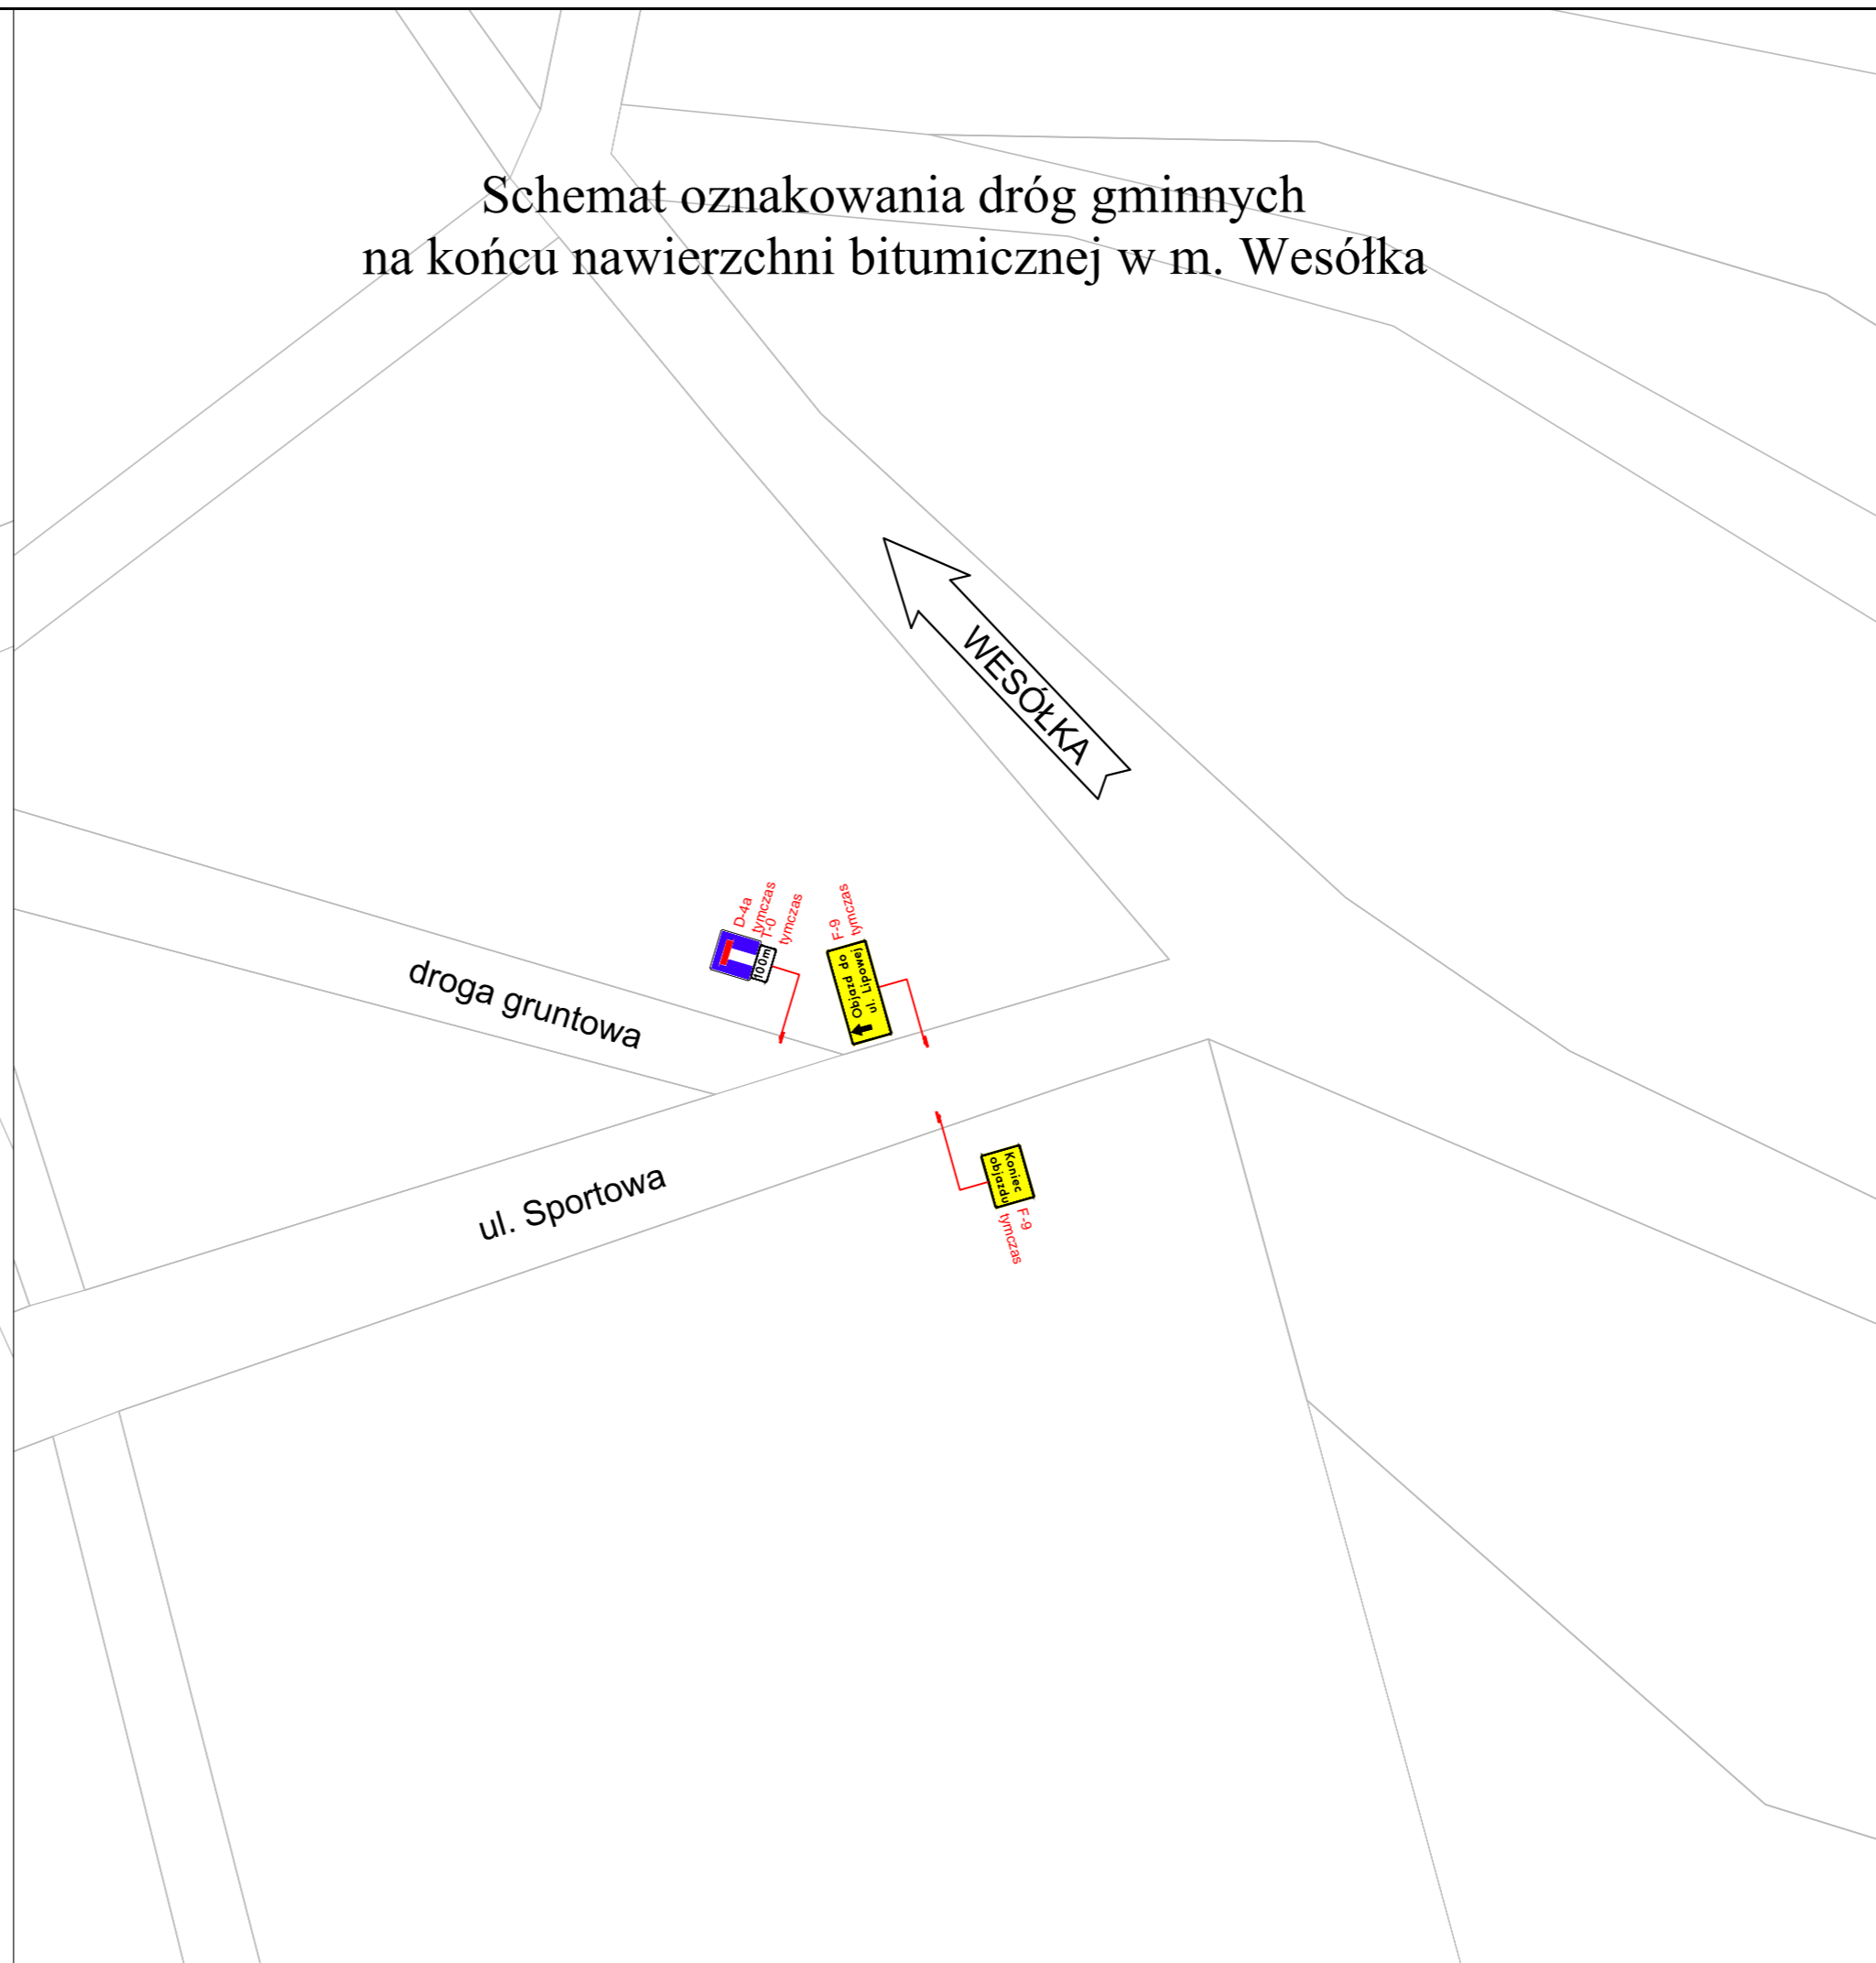 Schemat oznakowania dróg gminnych
na końcu nawierzchni bitumicznej w m. Wesółka
WESÓŁKA
D-4a
tymczas
T-0
tymczas
100m
F-9
tymczas
Objazd do
ul. Lipowej
droga gruntowa
ul. Sportowa
Koniec
objazdu
F-9
tymczas